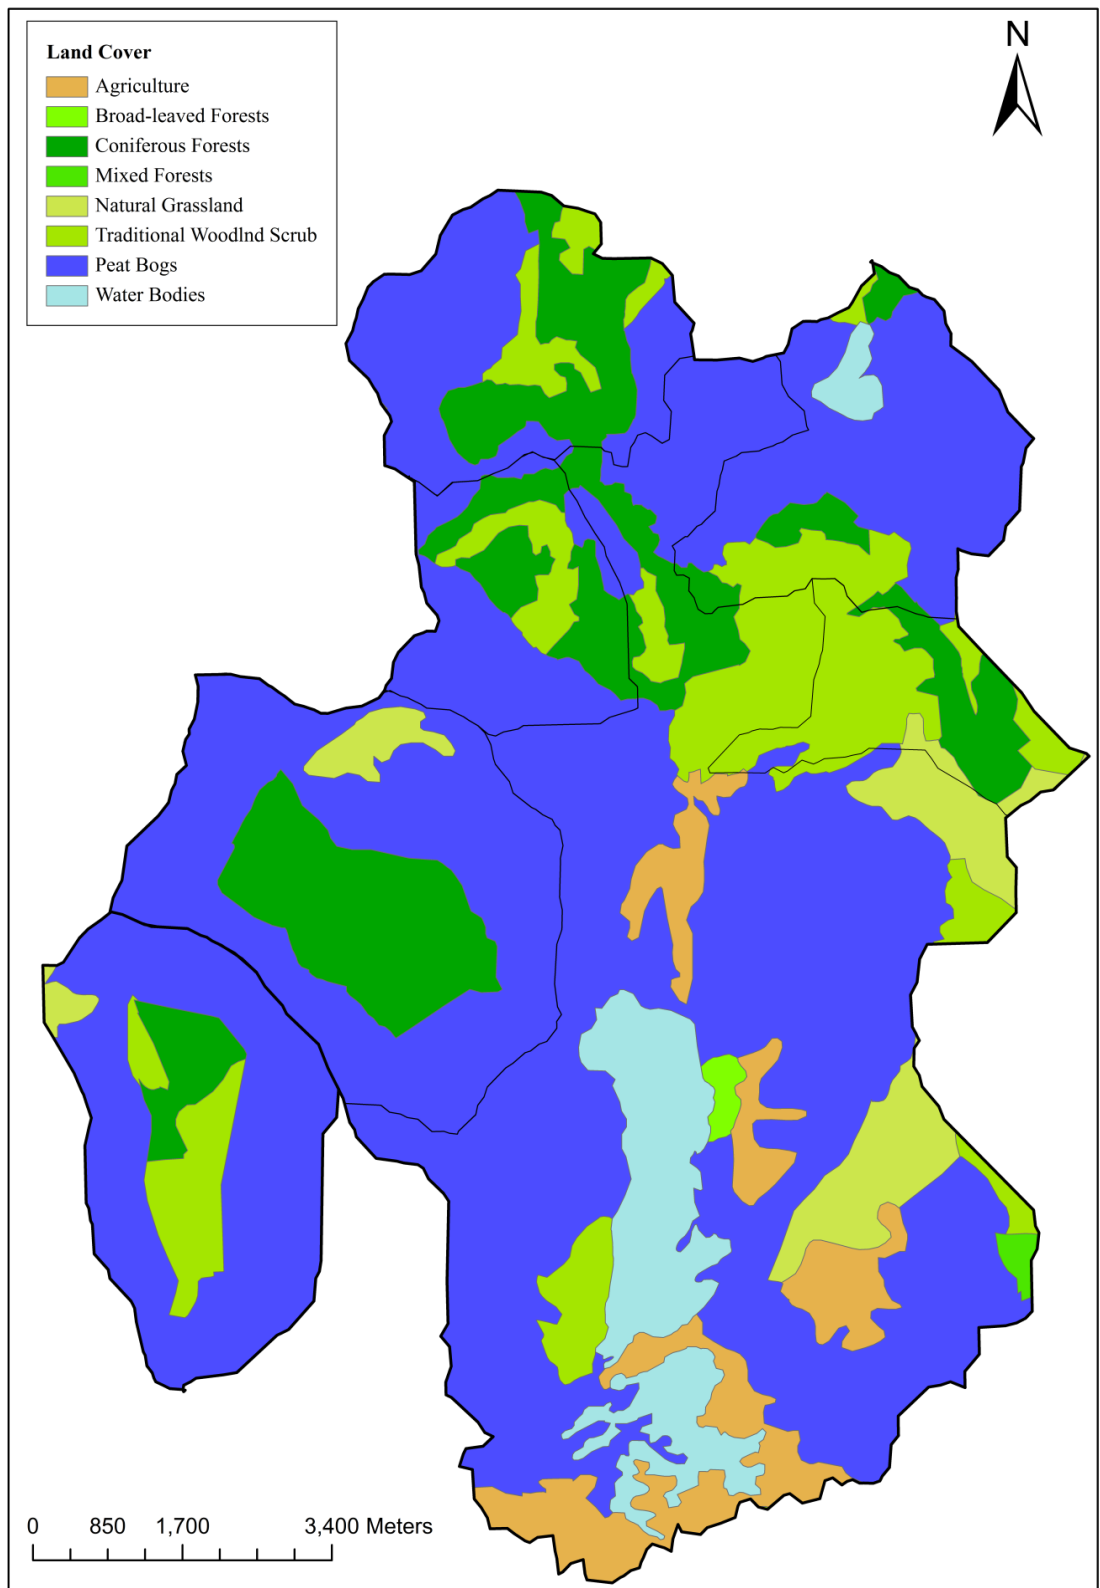 N
Land Cover
Agriculture
Broad-leaved Forests
Coniferous Forests
Mixed Forests
Natural Grassland
Traditional Woodlnd Scrub
Peat Bogs
Water Bodies
0 850 1,700 3,400 Meters